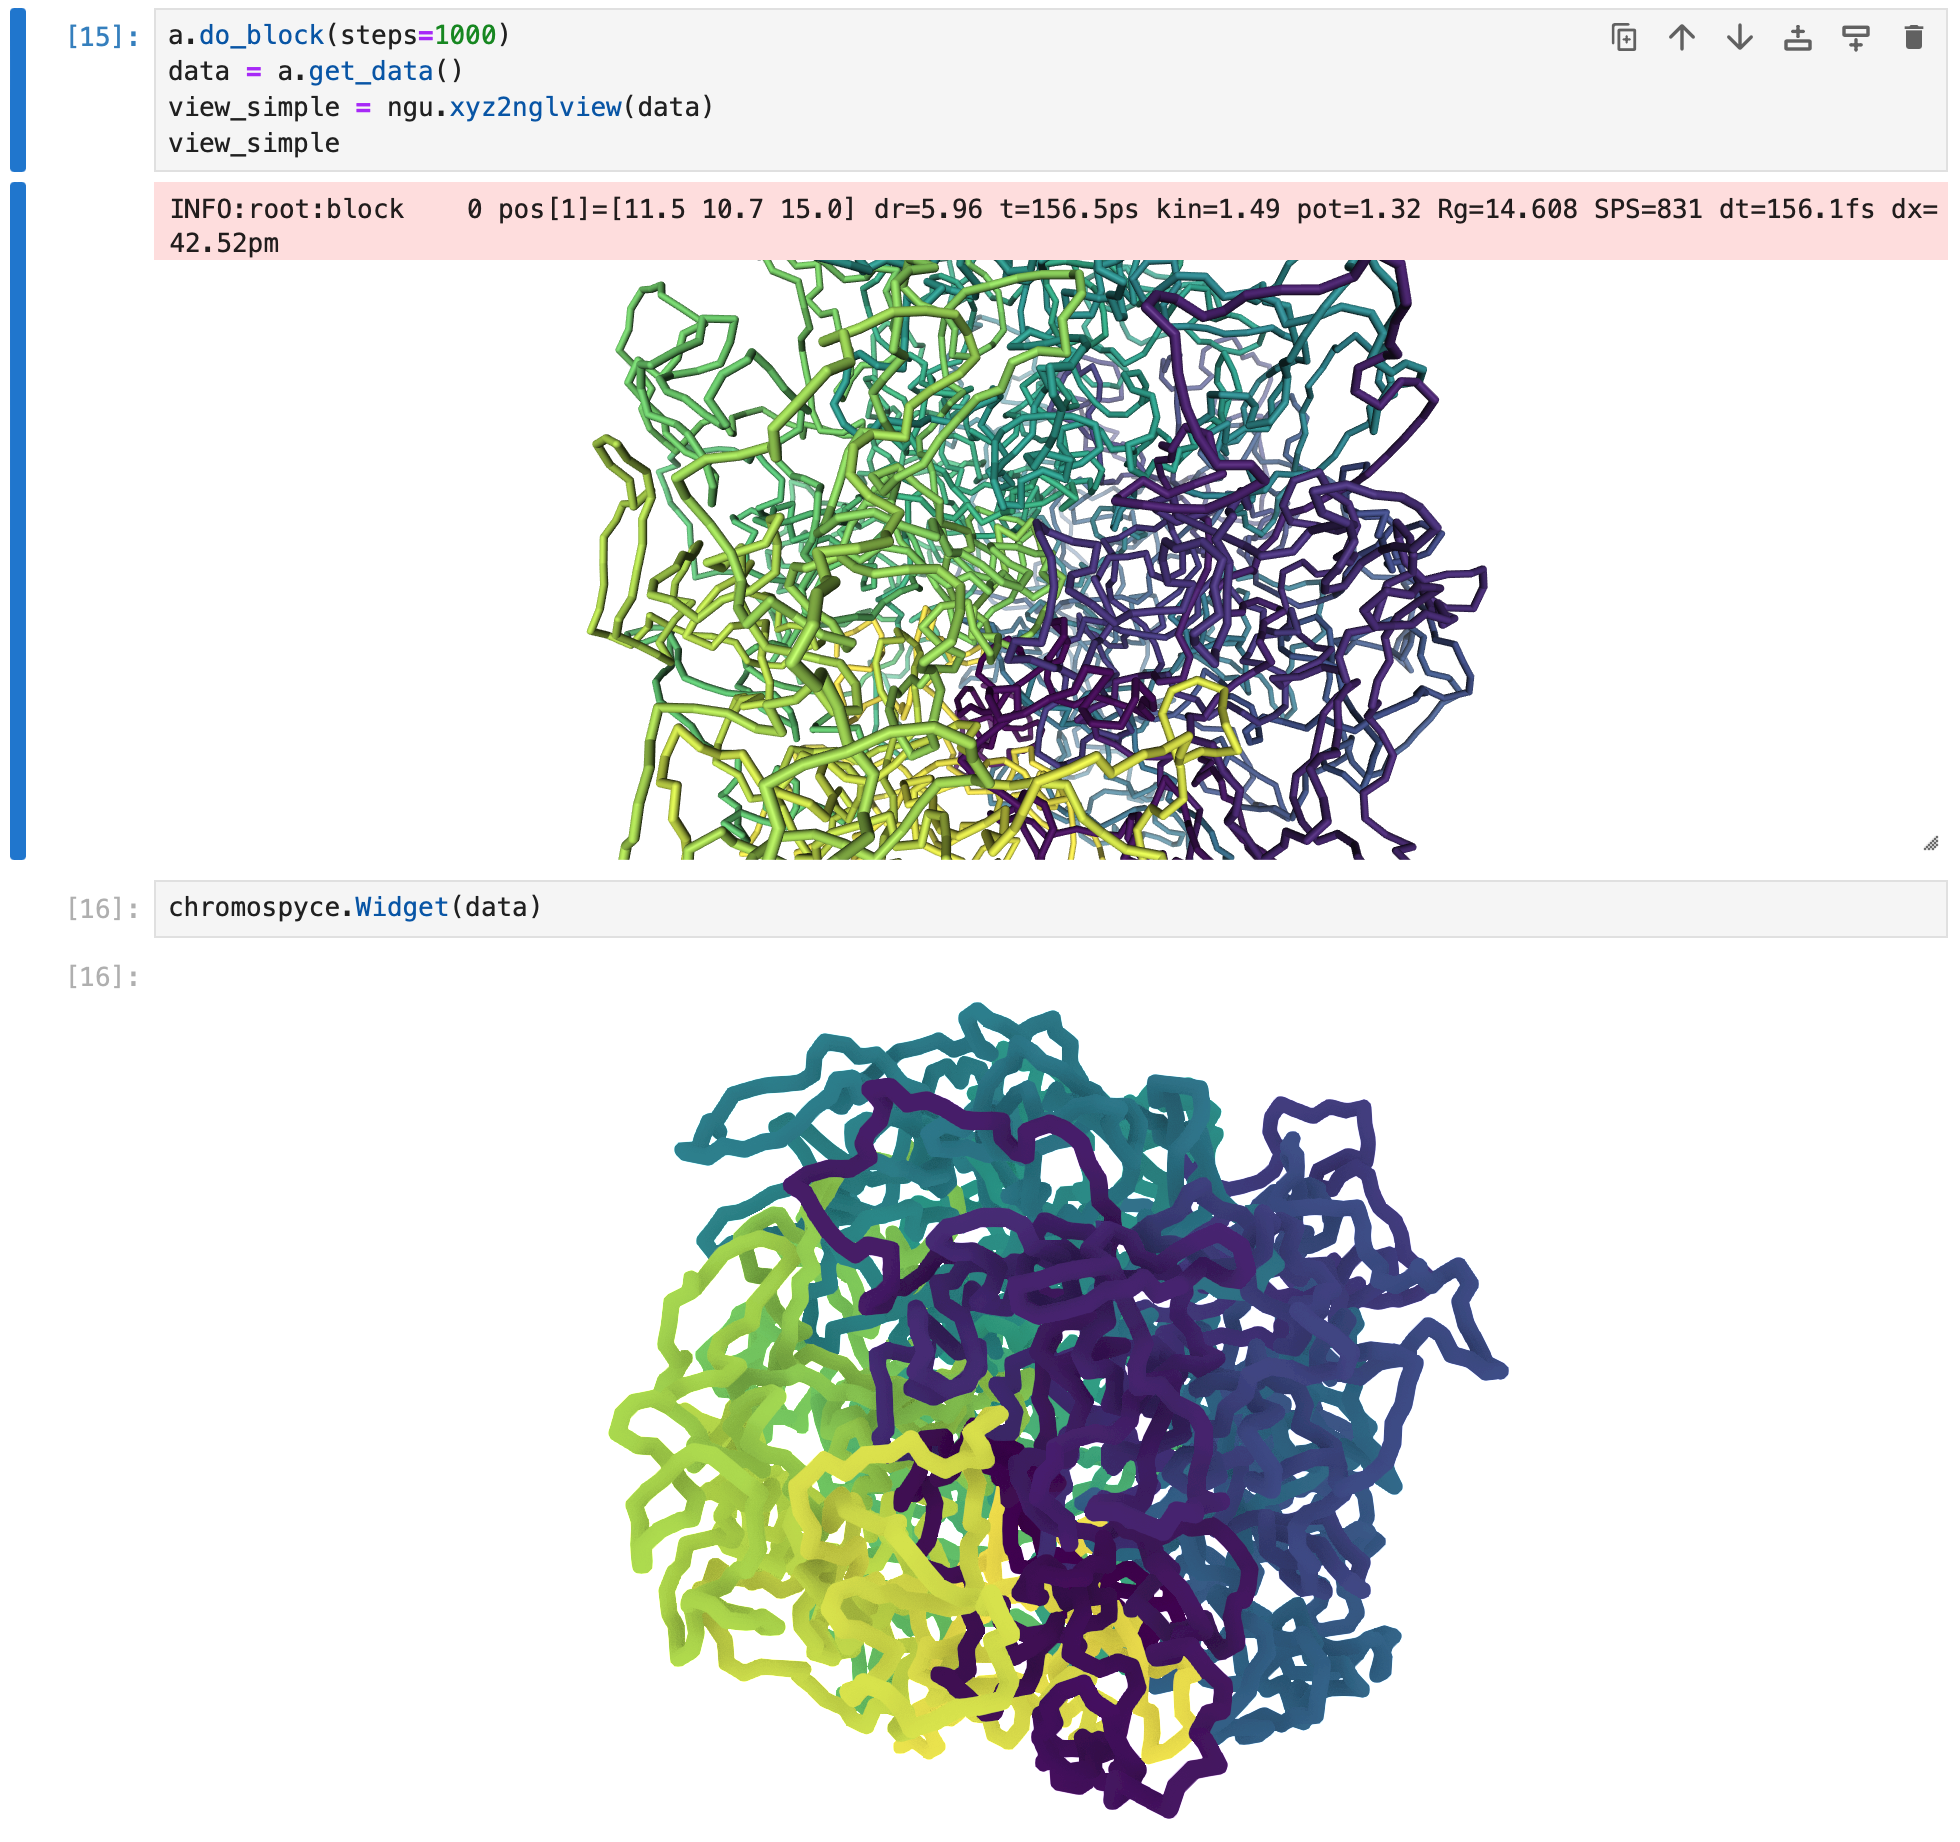 [15]:
a.do_block(steps=1000)
data = a.get_data()
view_simple = ngu.xyz2nglview(data)
view_simple
INFO:root:block    0 pos[1]=[11.5 10.7 15.0] dr=5.96 t=156.5ps kin=1.49 pot=1.32 Rg=14.608 SPS=831 dt=156.1fs dx=
42.52pm
[16]:
chromospyce.Widget(data)
[16]: